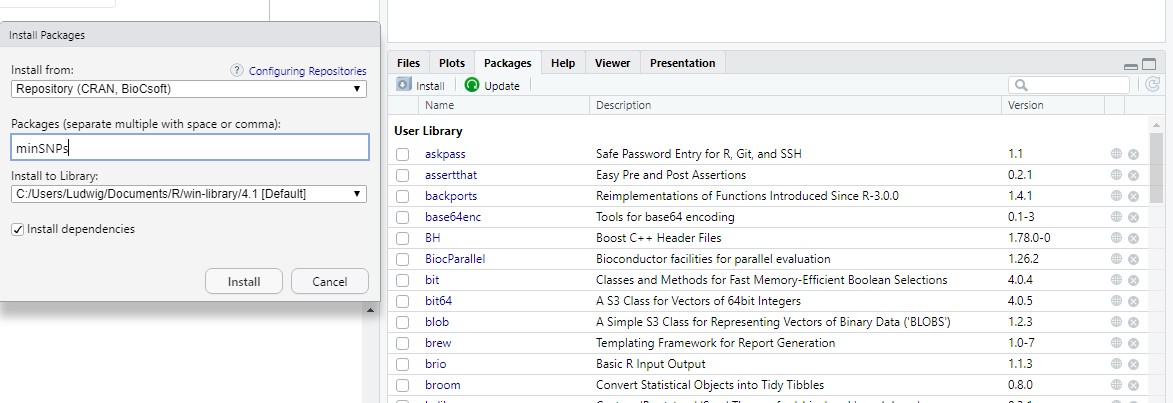 Install Packages
Install from:
? Configuring Repositories
Repository (CRAN, BioCsoft)
Packages (separate multiple with space or comma):
minSNPs
Install to Library:
C:/Users/Ludwig/Documents/R/win-library/4.1 [Default]
Install dependencies
Install Cancel
Files Plots Packages Help Viewer Presentation
Install Update
Name Description Version
User Library
askpass Safe Password Entry for R, Git, and SSH 1.1
assertthat Easy Pre and Post Assertions 0.2.1
backports Reimplementations of Functions Introduced Since R-3.0.0 1.4.1
base64enc Tools for base64 encoding 0.1-3
BH Boost C++ Header Files 1.78.0-0
BiocParallel Bioconductor facilities for parallel evaluation 1.26.2
bit Classes and Methods for Fast Memory-Efficient Boolean Selections 4.0.4
bit64 A S3 Class for Vectors of 64bit Integers 4.0.5
blob A Simple S3 Class for Representing Vectors of Binary Data ('BLOBS') 1.2.3
brew Templating Framework for Report Generation 1.0-7
brio Basic R Input Output 1.1.3
broom Convert Statistical Objects into Tidy Tibbles 0.8.0